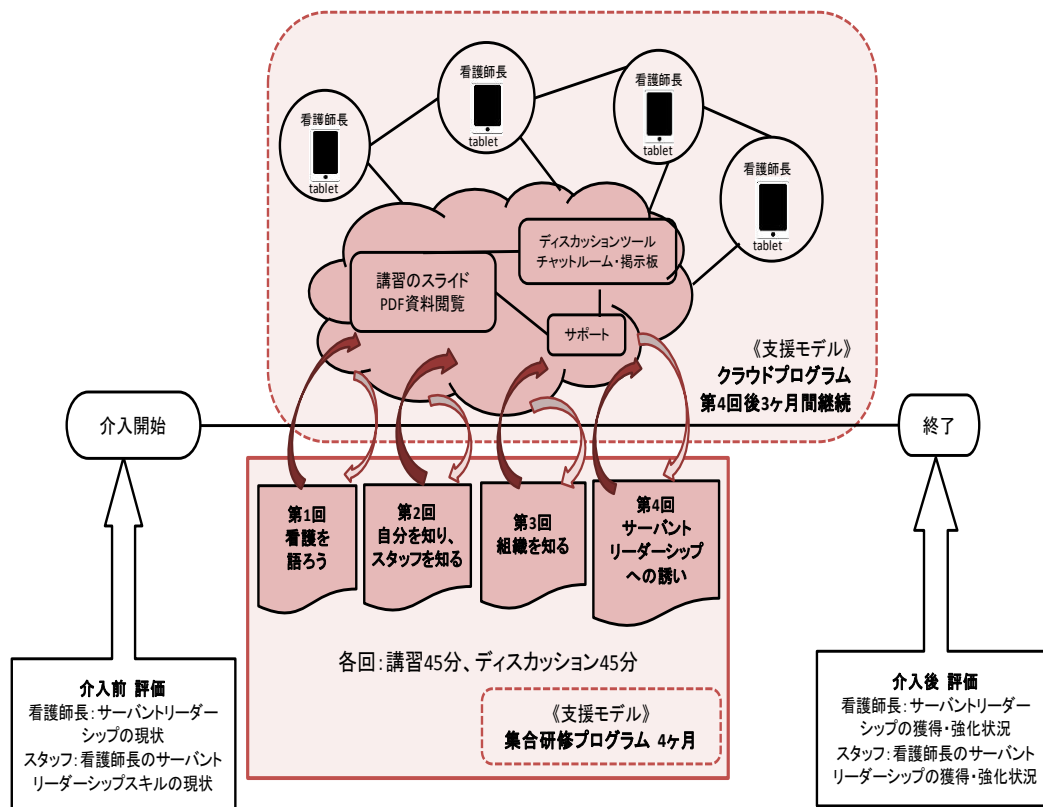 看護師長
tablet
看護師長
tablet
看護師長
tablet
看護師長
tablet
ディスカッションツール
チャットルーム・掲示板
講習のスライド
PDF資料閲覧
サポート
《支援モデル》
クラウドプログラム
第4回後3ヶ月間継続
介入開始
終了
第1回
看護を
語ろう
第2回
自分を知り、
スタッフを知る
第3回
組織を知る
第4回
サーバント
リーダーシップ
への誘い
各回：講習45分、ディスカッション45分
《支援モデル》
集合研修プログラム 4ヶ月
介入前 評価
看護師長：サーバントリーダー
シップの現状
スタッフ：看護師長のサーバント
リーダーシップスキルの現状
介入後 評価
看護師長：サーバントリーダー
シップの獲得・強化状況
スタッフ：看護師長のサーバント
リーダーシップの獲得・強化状況